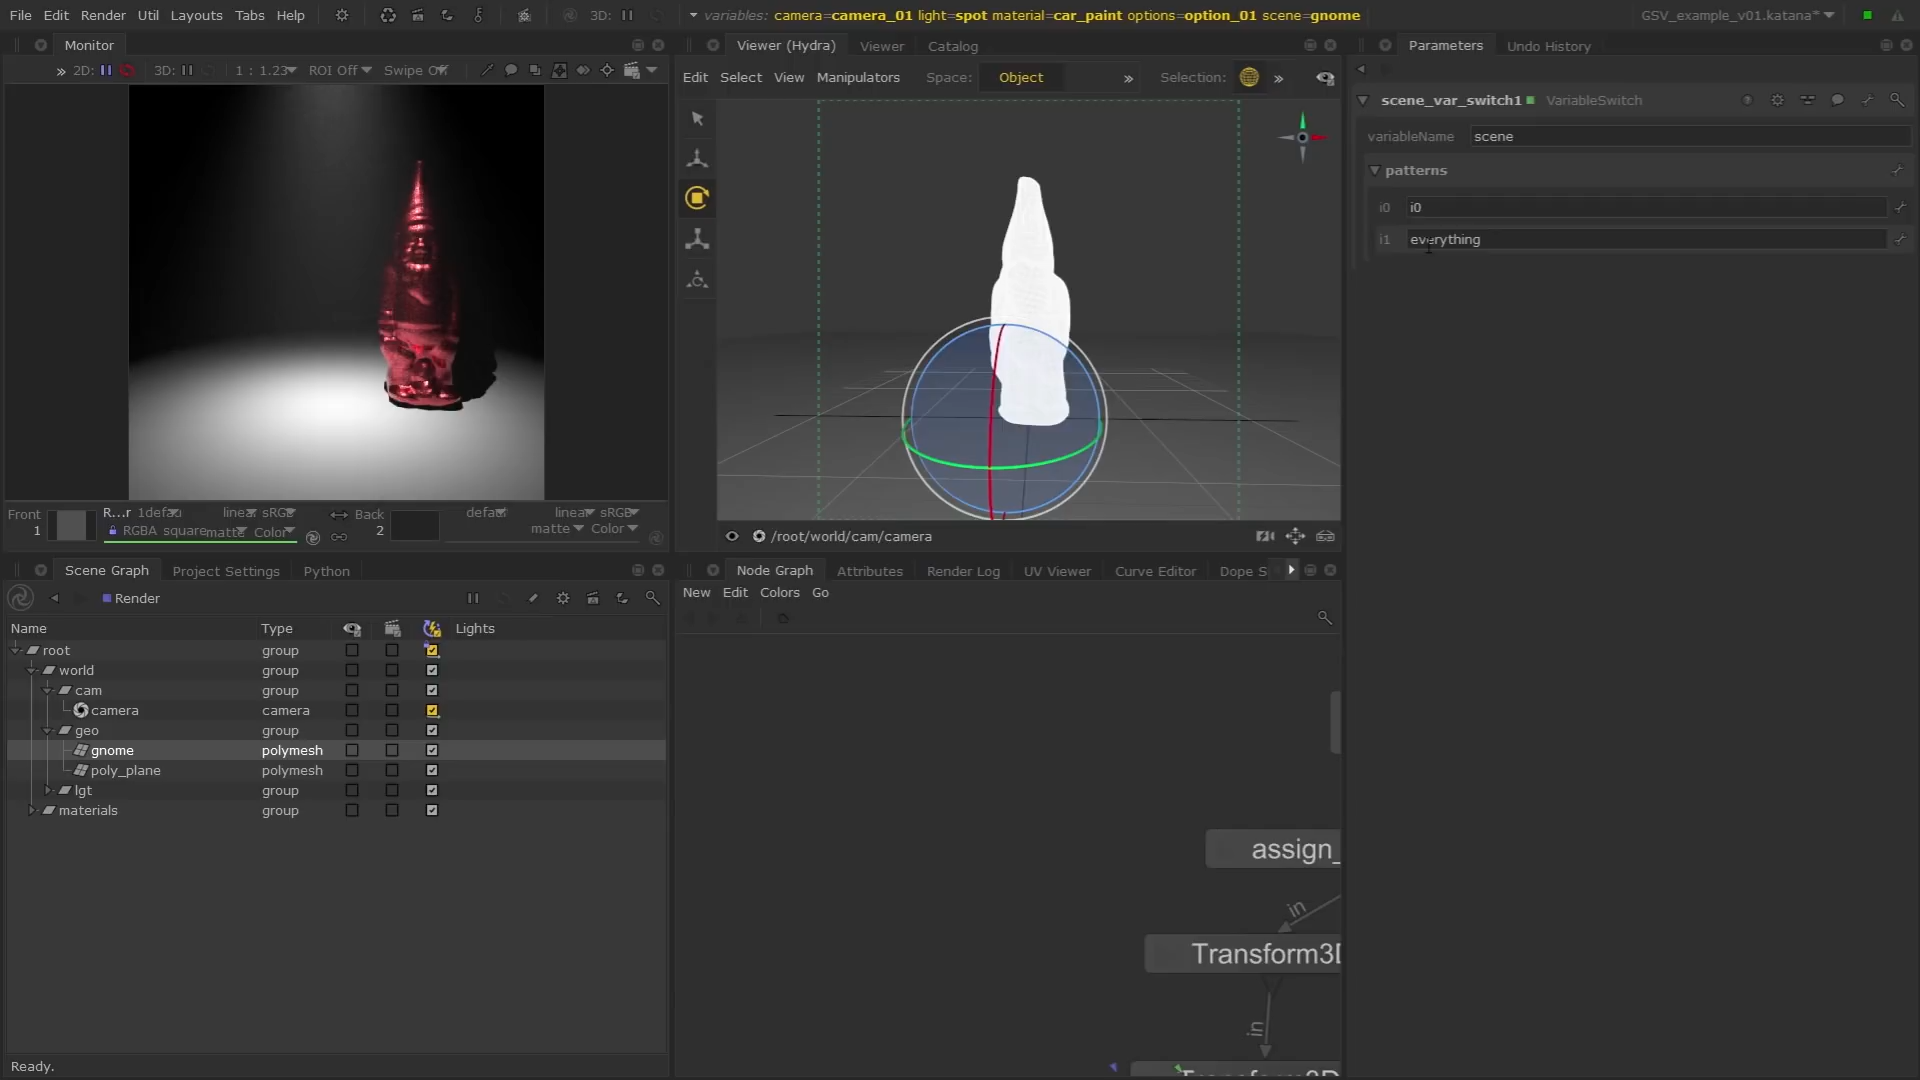 File Edit Render Util Layouts Tabs Help 3D: variables: camera=camera_01 light=spot material=car_paint options=option_01 scene=gnome GSV_example_v01.katana*
Monitor
2D: 3D: 1 : 1.23 ROI Off Swipe Off
Front
1
1defau linear sRGB
RGBA square matte Color
Back
2
default linear sRGB
matte Color
Viewer (Hydra) Viewer Catalog
Edit Select View Manipulators Space: Object » Selection: »
/root/world/cam/camera
Parameters Undo History
scene_var_switch1 VariableSwitch
variableName scene
patterns
i0 i0
i1 everything
Scene Graph Project Settings Python
Render
Name Type Lights
root group
world group
cam group
camera camera
geo group
gnome polymesh
poly_plane polymesh
lgt group
materials group
Ready.
Node Graph Attributes Render Log UV Viewer Curve Editor Dope S
New Edit Colors Go
assign_
in
Transform3D
in
Transform3D